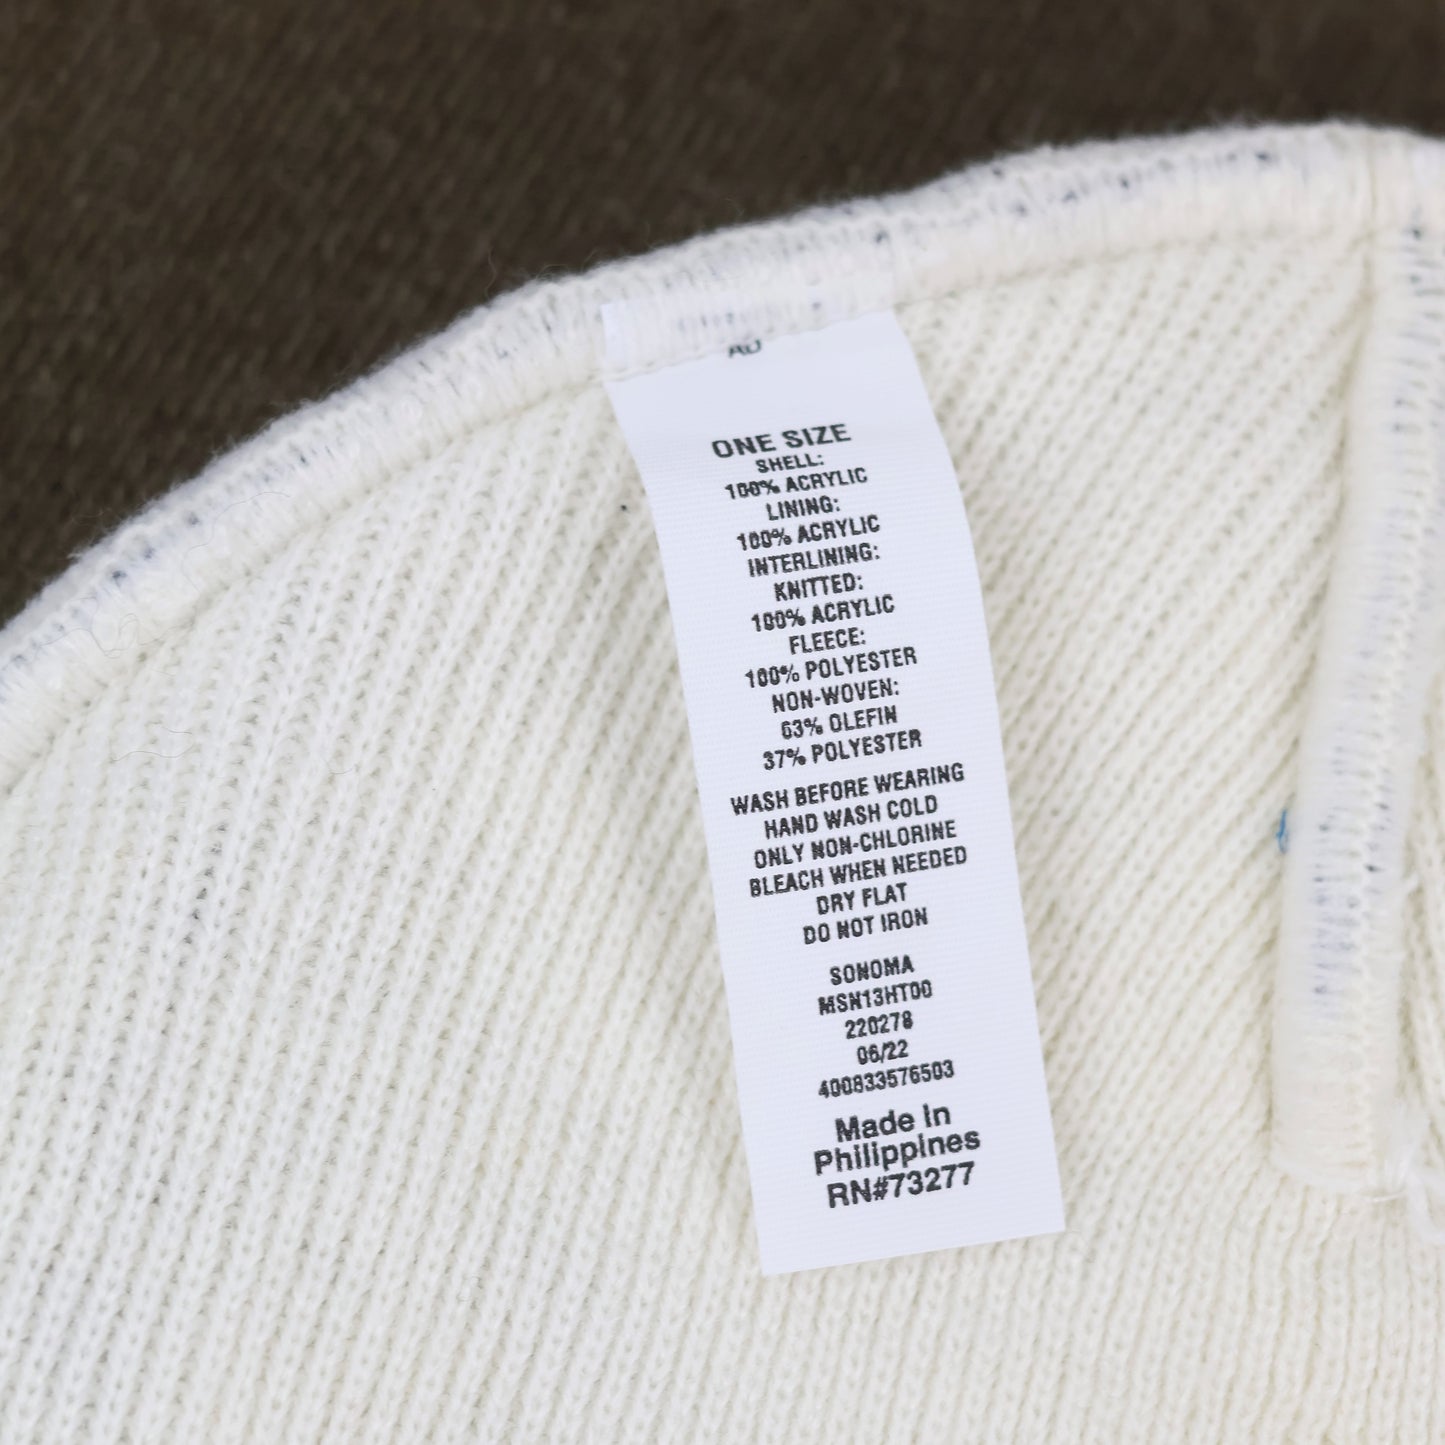 ONE SIZE
SHELL:
100% ACRYLIC
LINING:
100% ACRYLIC
INTERLINING:
KNITTED:
100% ACRYLIC
FLEECE:
100% POLYESTER
NON-WOVEN:
63% OLEFIN
37% POLYESTER
WASH BEFORE WEARING
HAND WASH COLD
ONLY NON-CHLORINE
BLEACH WHEN NEEDED
DRY FLAT
DO NOT IRON
SONOMA
MSN13HT00
220278
06/22
400833576503
Made In
Philippines
RN#73277